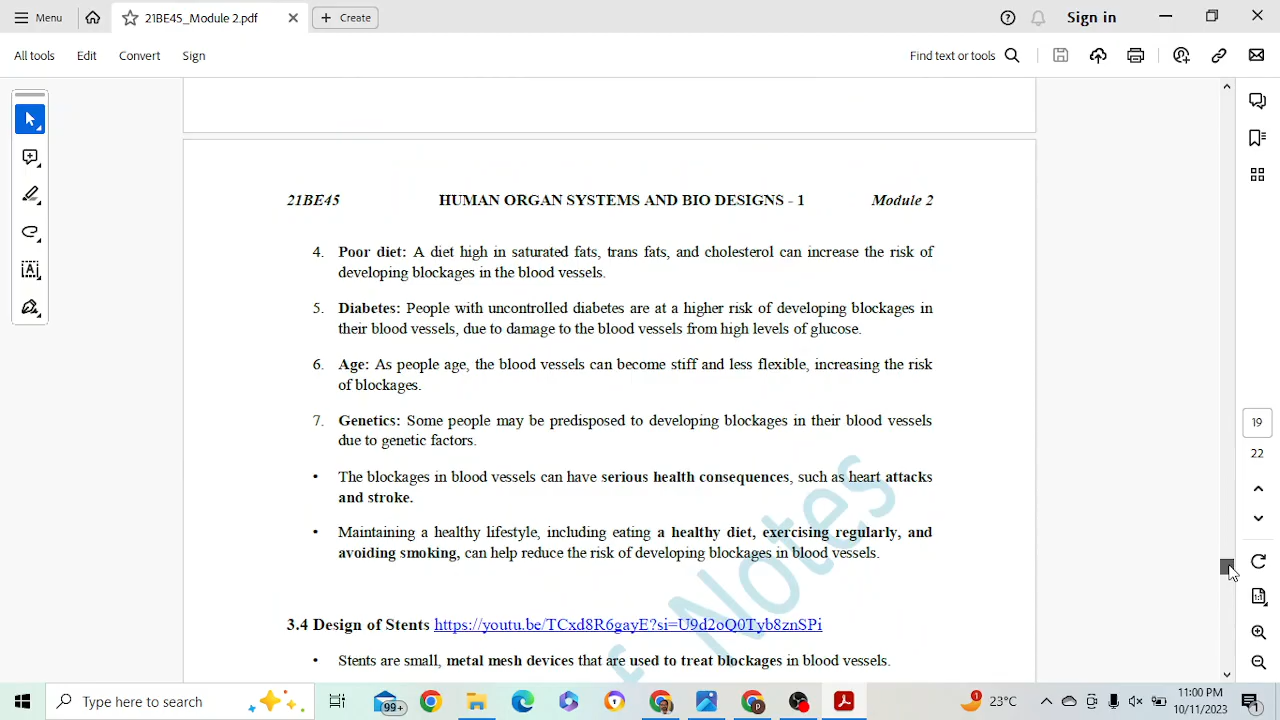 Menu
21BE45_Module 2.pdf
Create
Sign in
All tools
Edit
Convert
Sign
Find text or tools
21BE45
HUMAN ORGAN SYSTEMS AND BIO DESIGNS - 1
Module 2
4. Poor diet: A diet high in saturated fats, trans fats, and cholesterol can increase the risk of
developing blockages in the blood vessels.
5. Diabetes: People with uncontrolled diabetes are at a higher risk of developing blockages in
their blood vessels, due to damage to the blood vessels from high levels of glucose.
6. Age: As people age, the blood vessels can become stiff and less flexible, increasing the risk
of blockages.
7. Genetics: Some people may be predisposed to developing blockages in their blood vessels
due to genetic factors.
• The blockages in blood vessels can have serious health consequences, such as heart attacks
and stroke.
• Maintaining a healthy lifestyle, including eating a healthy diet, exercising regularly, and
avoiding smoking, can help reduce the risk of developing blockages in blood vessels.
f Notes
3.4 Design of Stents https://youtu.be/TCxd8R6gayE?si=U9d2oQ0Tyb8znSPi
• Stents are small, metal mesh devices that are used to treat blockages in blood vessels.
19
22
1:1
Type here to search
99+
1
23°C
11:00 PM
10/11/2023
1